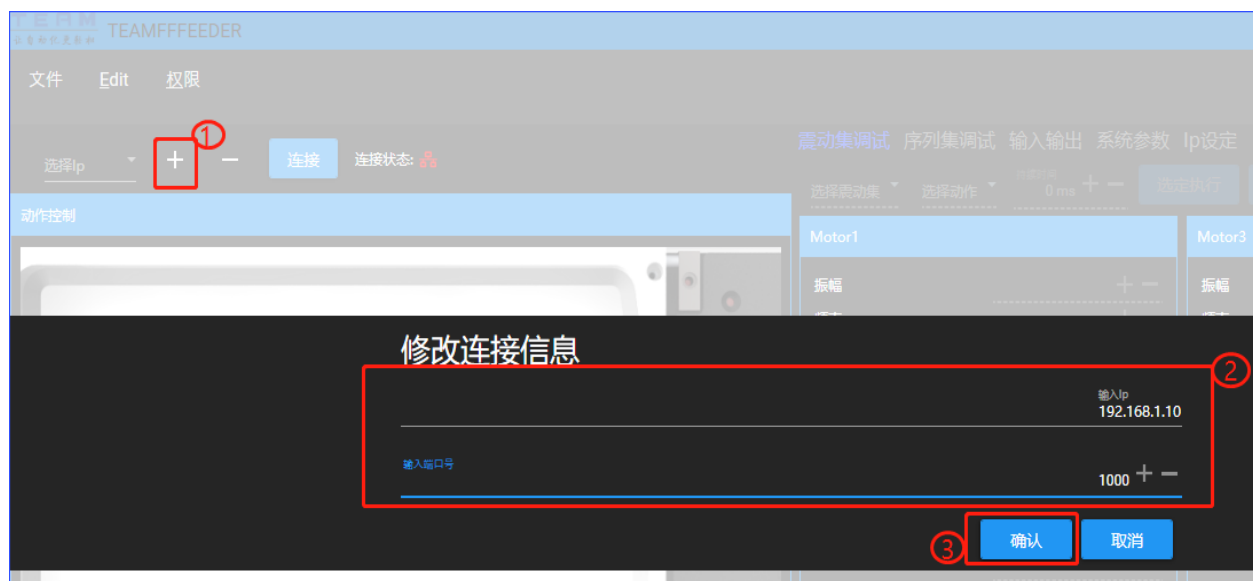 TERM
TEAMFFFEEDER
文件 Edit 权限
①
选择Ip + − 连接 连接状态:
震动集调试 序列集调试 输入输出 系统参数 Ip设定
选择震动集 选择动作 0 ms + − 选定执行
动作控制
Motor1 Motor3
振幅 + − 振幅
修改连接信息
②
输入Ip
192.168.1.10
输入端口号
1000 + −
③ 确认 取消